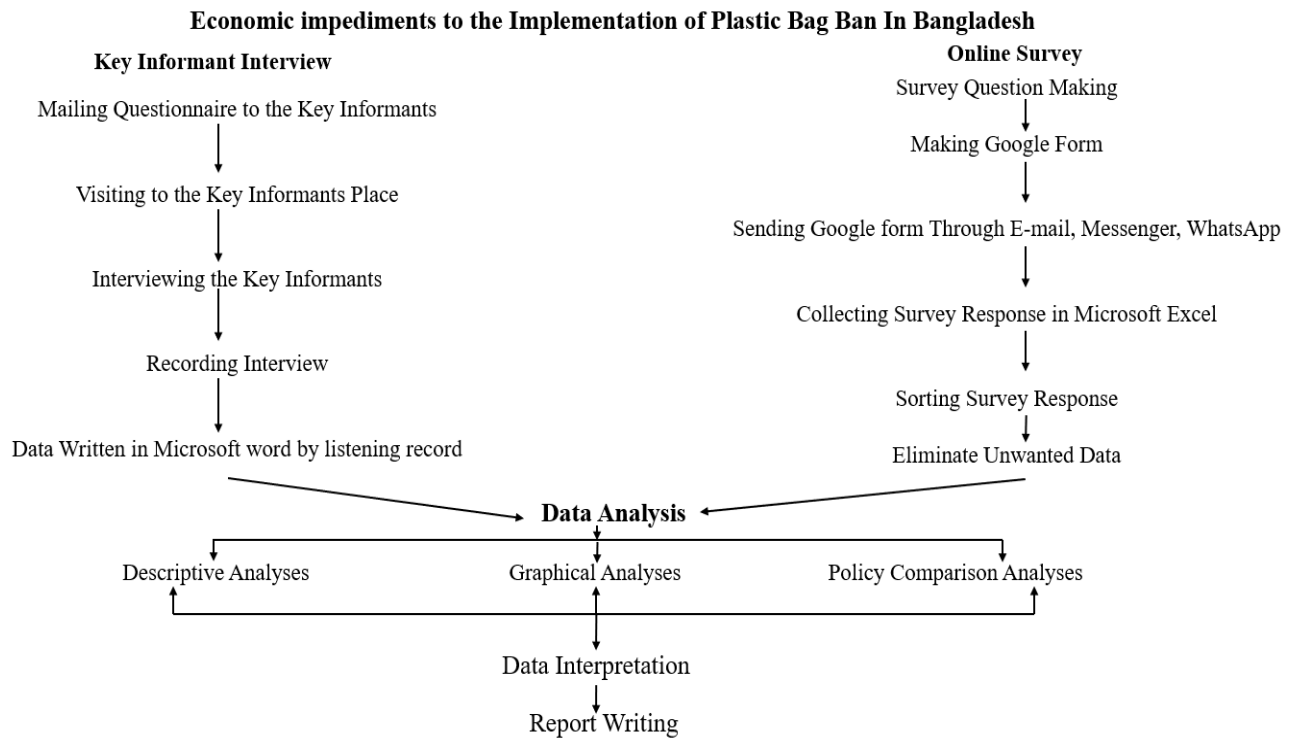 Economic impediments to the Implementation of Plastic Bag Ban In Bangladesh
Key Informant Interview
Mailing Questionnaire to the Key Informants
Visiting to the Key Informants Place
Interviewing the Key Informants
Recording Interview
Data Written in Microsoft word by listening record
Online Survey
Survey Question Making
Making Google Form
Sending Google form Through E-mail, Messenger, WhatsApp
Collecting Survey Response in Microsoft Excel
Sorting Survey Response
Eliminate Unwanted Data
Data Analysis
Descriptive Analyses
Graphical Analyses
Policy Comparison Analyses
Data Interpretation
Report Writing